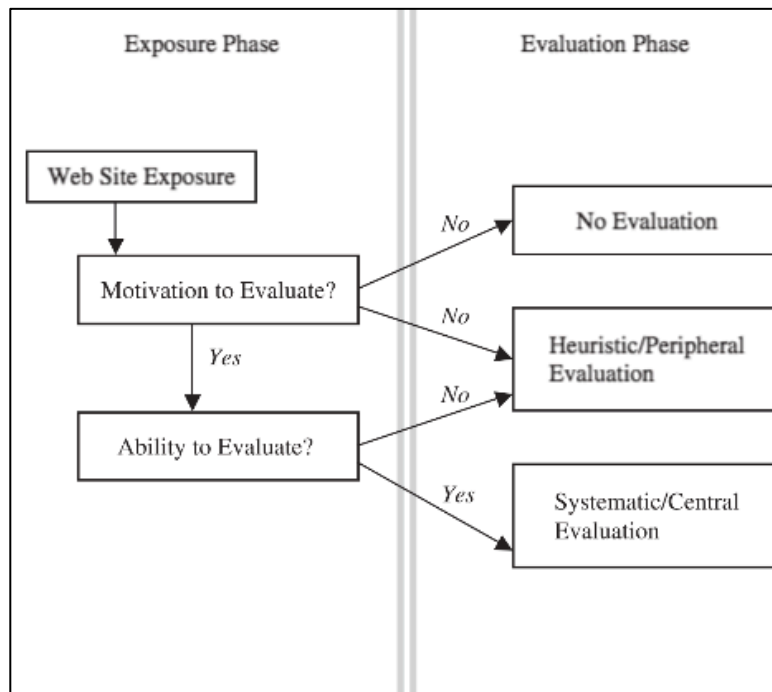 Exposure Phase
Evaluation Phase
Web Site Exposure
No
No Evaluation
Motivation to Evaluate?
No
Heuristic/Peripheral
Evaluation
Yes
No
Ability to Evaluate?
Yes
Systematic/Central
Evaluation